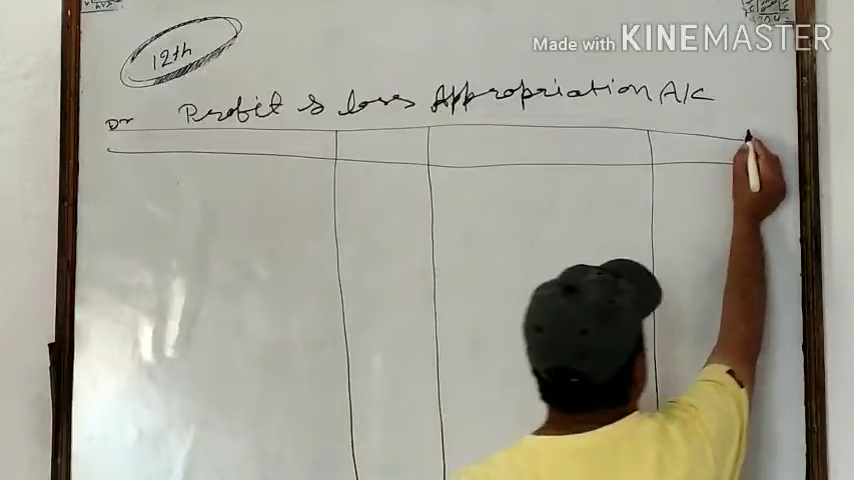 Made with KINEMASTER
12th
Profit & loss Appropriation A/C
Dr